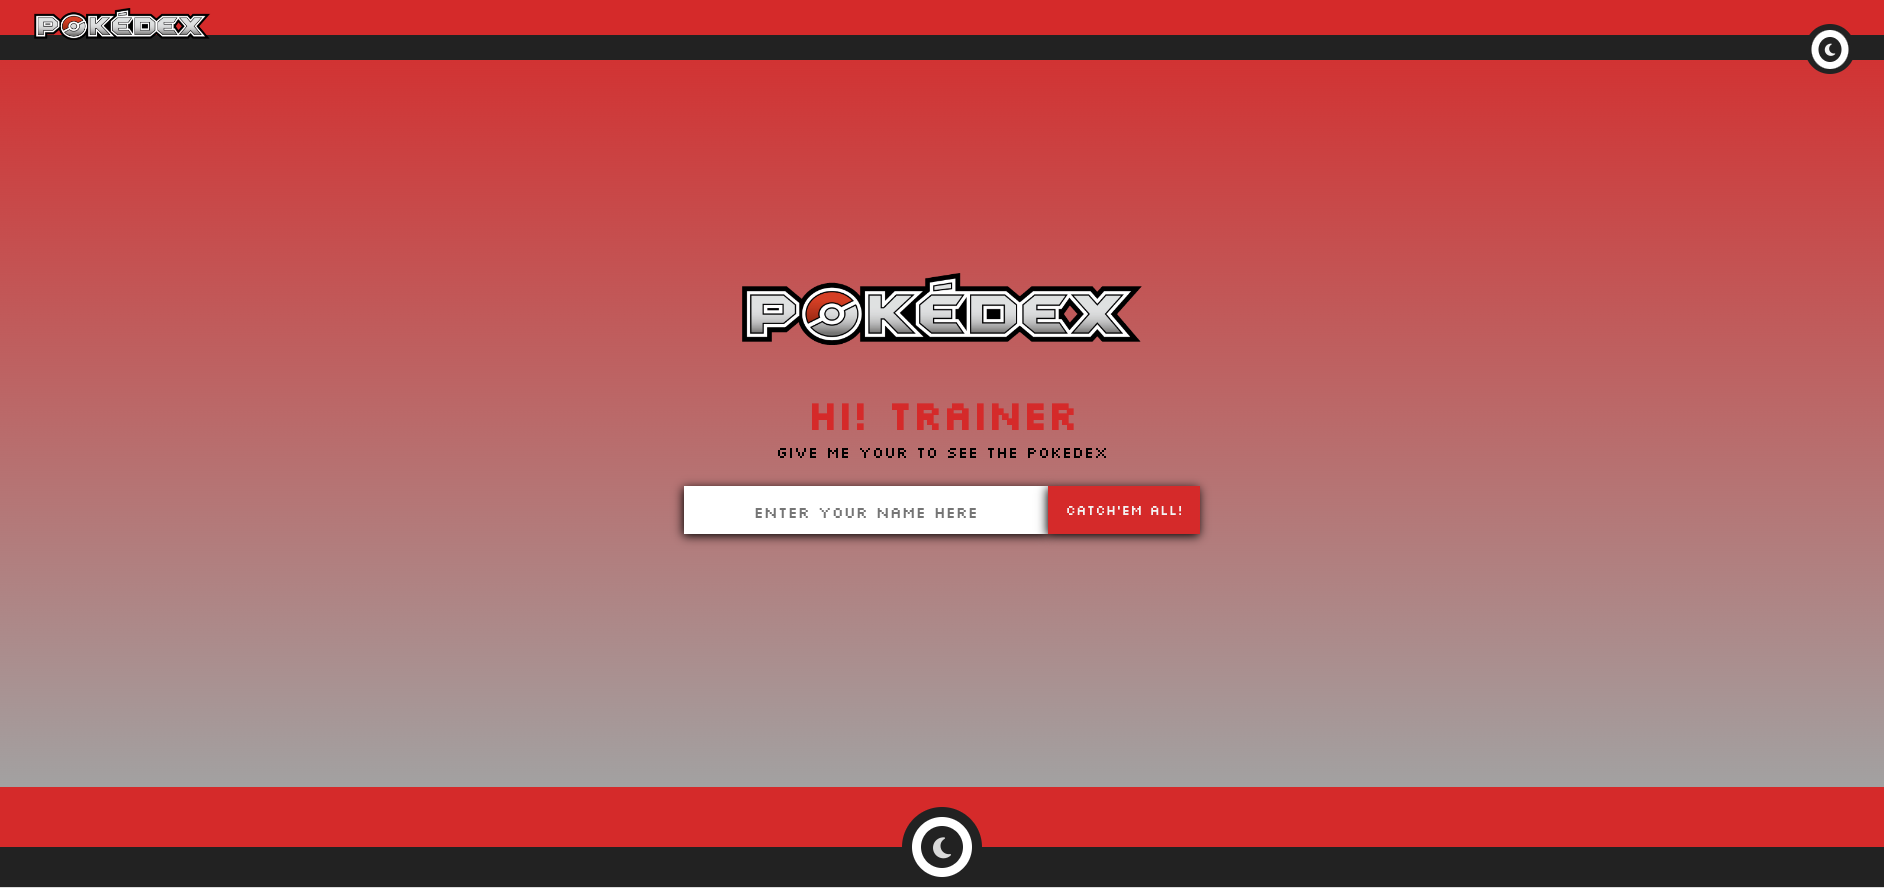 POKÉDEX
POKÉDEX
HI! TRAINER
GIVE ME YOUR TO SEE THE POKEDEX
ENTER YOUR NAME HERE
CATCH'EM ALL!